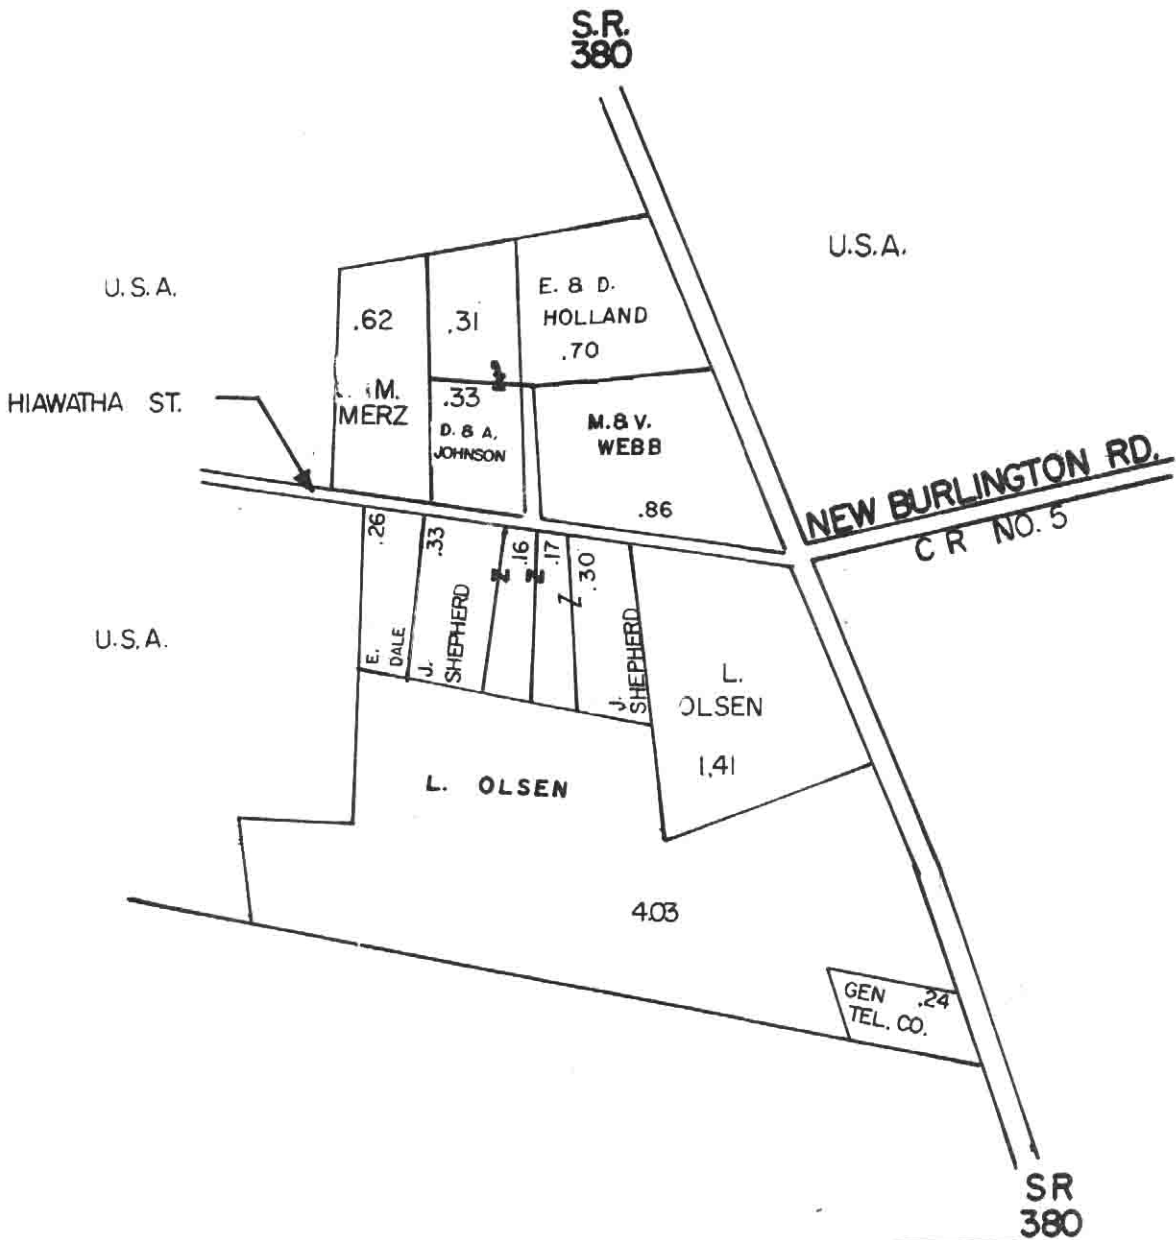 S.R.
380
U.S.A.
U.S.A.
E. & D.
HOLLAND
.70
.62
.31
M.
MERZ
HIAWATHA ST.
.33
D. & A.
JOHNSON
M. & V.
WEBB
.86
NEW BURLINGTON RD.
C R NO. 5
.26
E.
DALE
.33
J.
SHEPHERD
.16
.17
.30
J.
SHEPHERD
U.S.A.
L.
OLSEN
1.41
L. OLSEN
4.03
GEN .24
TEL. CO.
SR
380